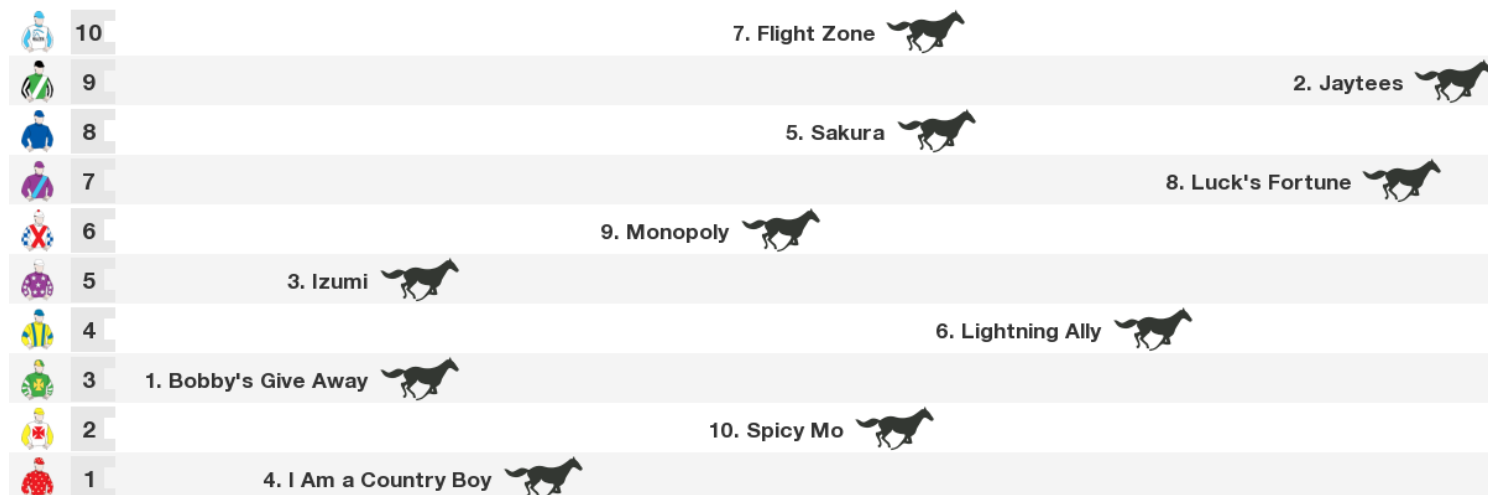 10 7. Flight Zone
9 2. Jaytees
8 5. Sakura
7 8. Luck's Fortune
6 9. Monopoly
5 3. Izumi
4 6. Lightning Ally
3 1. Bobby's Give Away
2 10. Spicy Mo
1 4. I Am a Country Boy